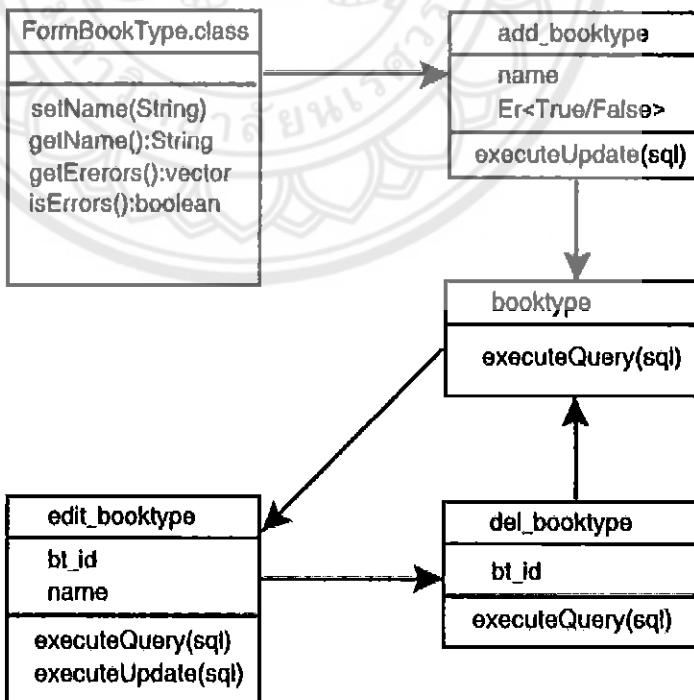 FormBookType.class
setName(String)
getName():String
getErerors():vector
isErrors():boolean
add_booktype
name
Er<True/False>
executeUpdate(sql)
booktype
executeQuery(sql)
edit_booktype
bt_id
name
executeQuery(sql)
executeUpdate(sql)
del_booktype
bt_id
executeQuery(sql)